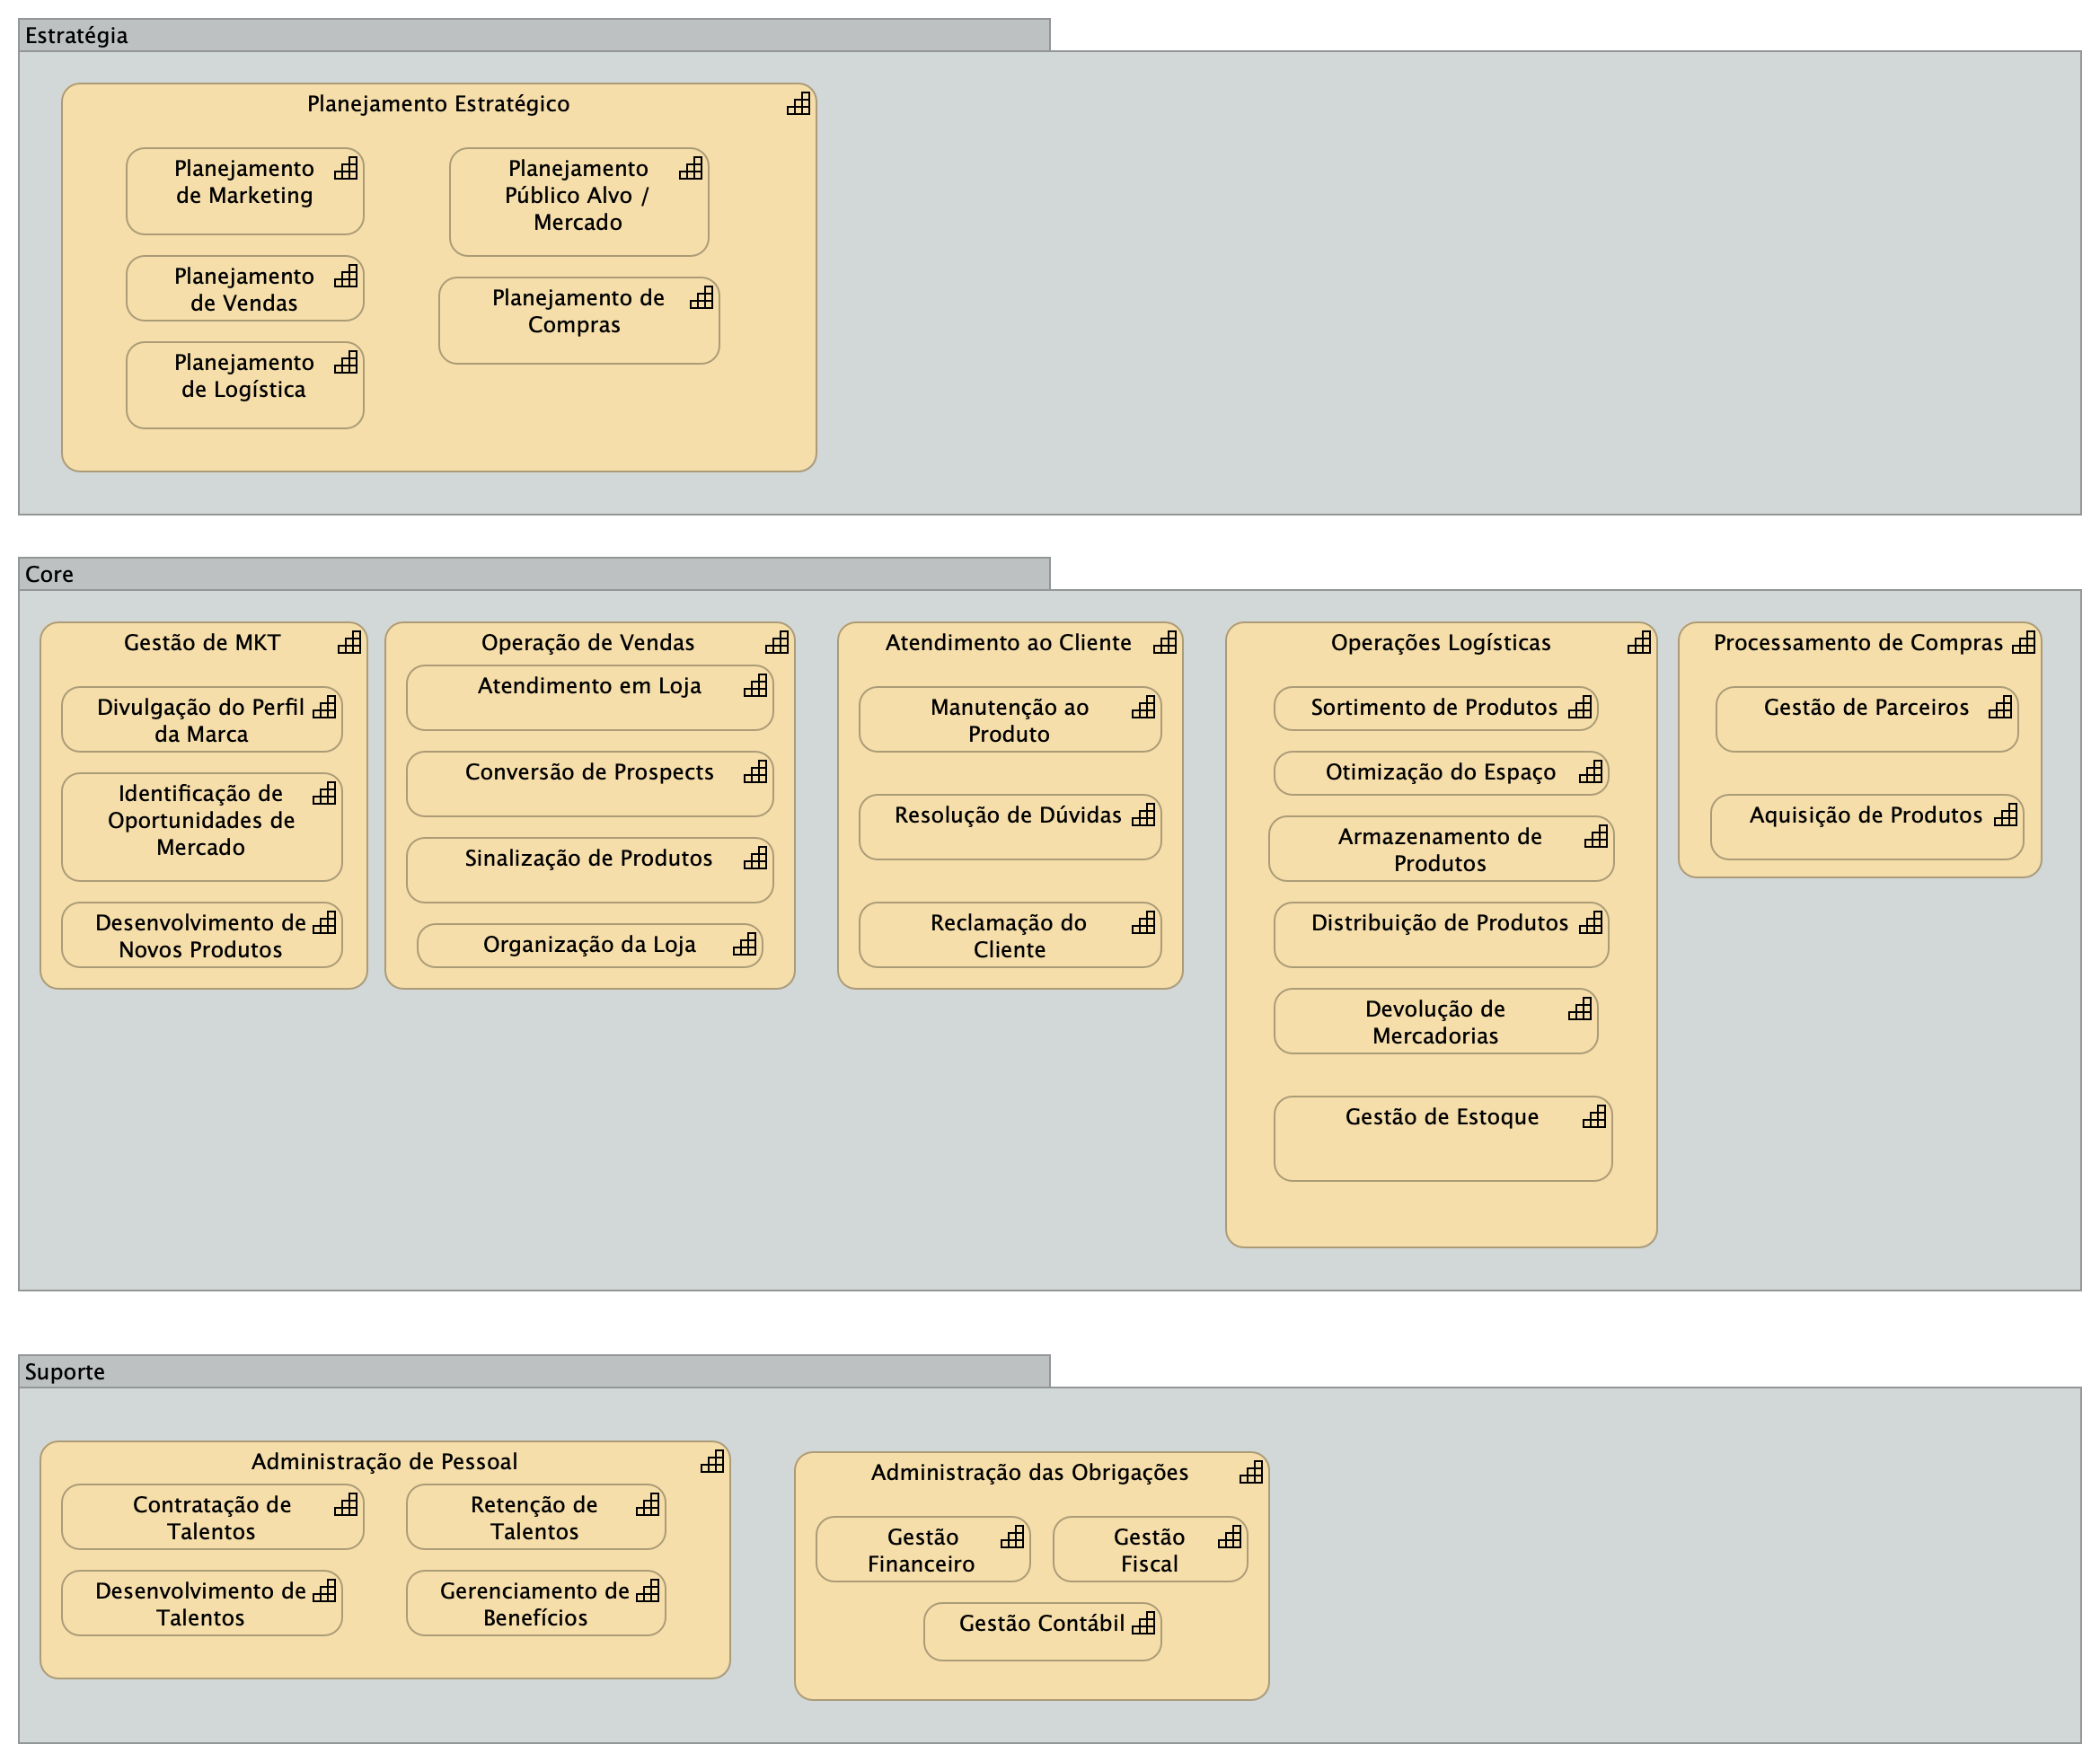 Estratégia
Planejamento Estratégico
Planejamento
de Marketing
Planejamento
Público Alvo /
Mercado
Planejamento
de Vendas
Planejamento de
Compras
Planejamento
de Logística
Core
Gestão de MKT
Divulgação do Perfil
da Marca
Identificação de
Oportunidades de
Mercado
Desenvolvimento de
Novos Produtos
Operação de Vendas
Atendimento em Loja
Conversão de Prospects
Sinalização de Produtos
Organização da Loja
Atendimento ao Cliente
Manutenção ao
Produto
Resolução de Dúvidas
Reclamação do
Cliente
Operações Logísticas
Sortimento de Produtos
Otimização do Espaço
Armazenamento de
Produtos
Distribuição de Produtos
Devolução de
Mercadorias
Gestão de Estoque
Processamento de Compras
Gestão de Parceiros
Aquisição de Produtos
Suporte
Administração de Pessoal
Contratação de
Talentos
Retenção de
Talentos
Desenvolvimento de
Talentos
Gerenciamento de
Benefícios
Administração das Obrigações
Gestão
Financeiro
Gestão
Fiscal
Gestão Contábil